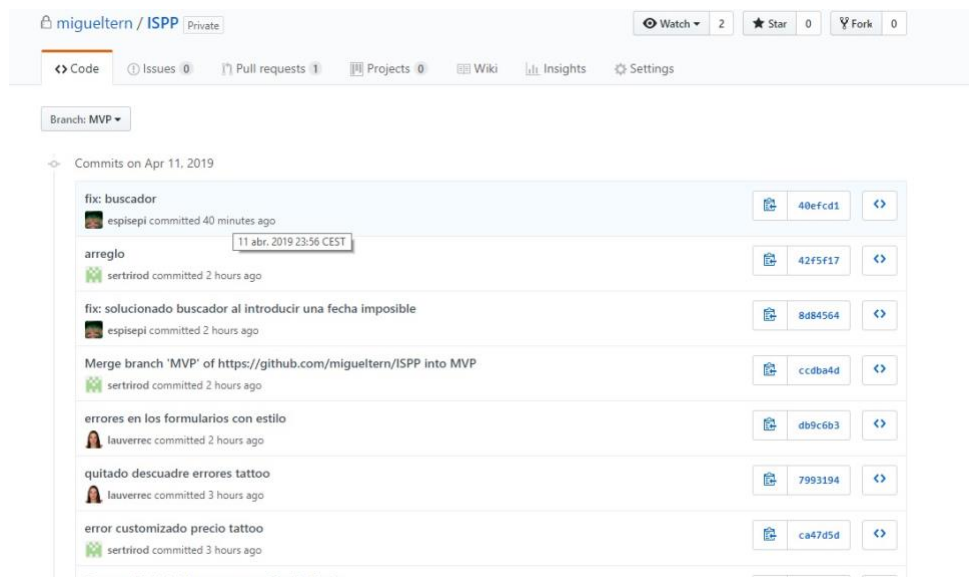 migueltern / ISPP Private
Watch 2 Star 0 Fork 0
Code Issues 0 Pull requests 1 Projects 0 Wiki Insights Settings
Branch: MVP
Commits on Apr 11, 2019
fix: buscador
espisepi committed 40 minutes ago
40efcd1
11 abr. 2019 23:56 CEST
arreglo
sertrirod committed 2 hours ago
42f5f17
fix: solucionado buscador al introducir una fecha imposible
espisepi committed 2 hours ago
8d84564
Merge branch 'MVP' of https://github.com/migueltern/ISPP into MVP
sertrirod committed 2 hours ago
ccdba4d
errores en los formularios con estilo
lauverrec committed 2 hours ago
db9c6b3
quitado descuadre errores tattoo
lauverrec committed 3 hours ago
7993194
error customizado precio tattoo
sertrirod committed 3 hours ago
ca47d5d